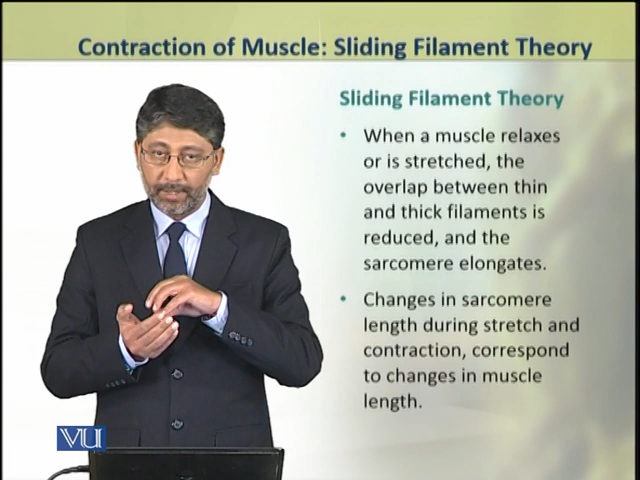 Contraction of Muscle: Sliding Filament Theory
Sliding Filament Theory
• When a muscle relaxes
or is stretched, the
overlap between thin
and thick filaments is
reduced, and the
sarcomere elongates.
• Changes in sarcomere
length during stretch and
contraction, correspond
to changes in muscle
length.
VU